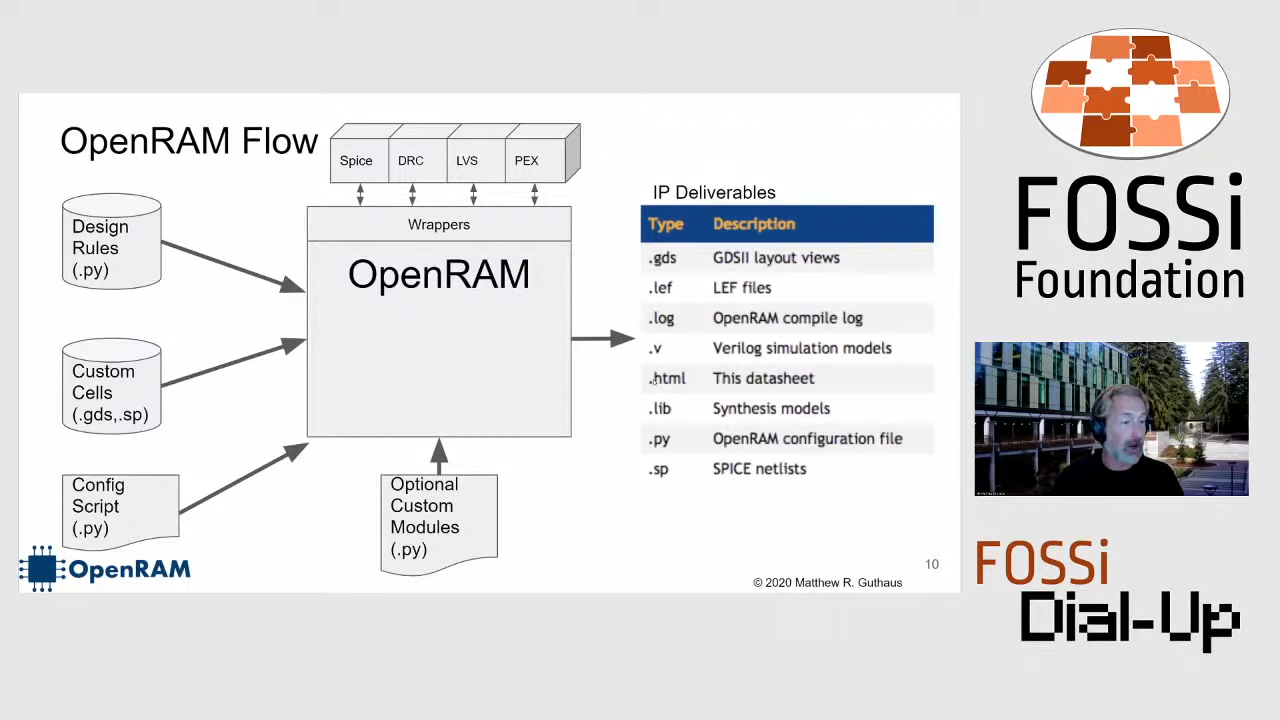 OpenRAM Flow
Spice DRC LVS PEX
Wrappers
OpenRAM
Design
Rules
(.py)
Custom
Cells
(.gds,.sp)
Config
Script
(.py)
Optional
Custom
Modules
(.py)
IP Deliverables
Type Description
.gds GDSII layout views
.lef LEF files
.log OpenRAM compile log
.v Verilog simulation models
.html This datasheet
.lib Synthesis models
.py OpenRAM configuration file
.sp SPICE netlists
OpenRAM
10
© 2020 Matthew R. Guthaus
FOSSi
Foundation
FOSSi
Dial-Up